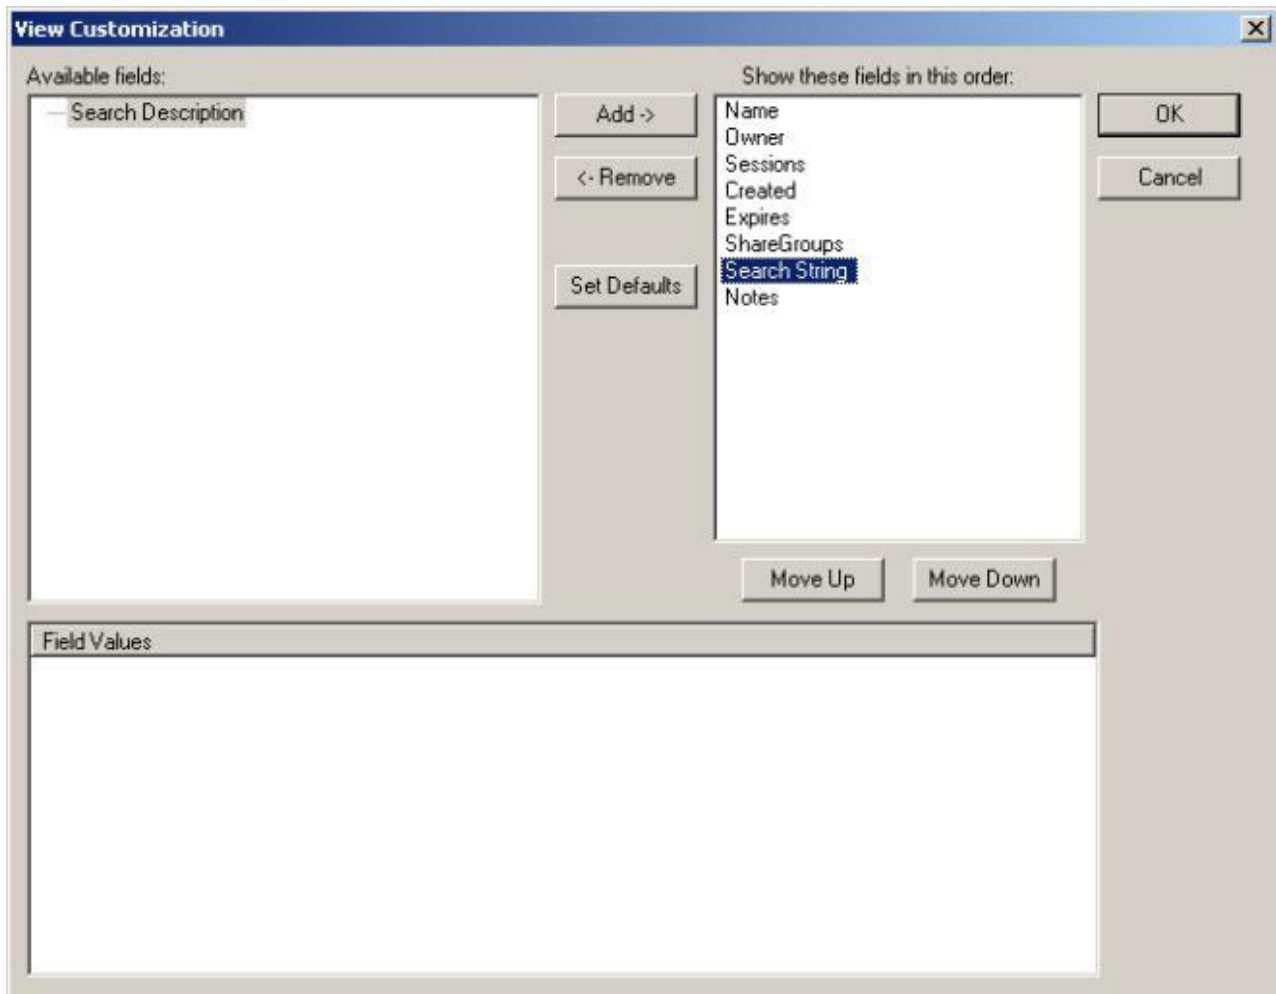 View Customization
Available fields:
Show these fields in this order:
Search Description
Add ->
<- Remove
Set Defaults
Name
Owner
Sessions
Created
Expires
ShareGroups
Search String
Notes
OK
Cancel
Move Up
Move Down
Field Values